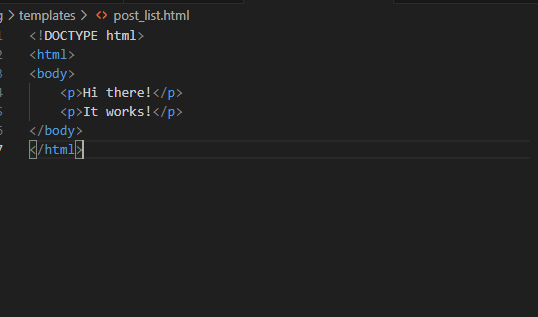 g > templates > <> post_list.html
1 <!DOCTYPE html>
2 <html>
3 <body>
4     <p>Hi there!</p>
5     <p>It works!</p>
6 </body>
7 </html>